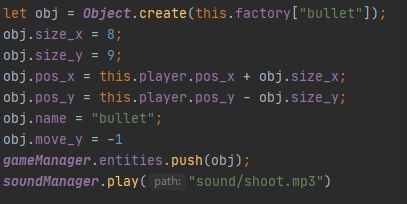 let obj = Object.create(this.factory["bullet"]);
obj.size_x = 8;
obj.size_y = 9;
obj.pos_x = this.player.pos_x + obj.size_x;
obj.pos_y = this.player.pos_y - obj.size_y;
obj.name = "bullet";
obj.move_y = -1
gameManager.entities.push(obj);
soundManager.play( path: "sound/shoot.mp3")